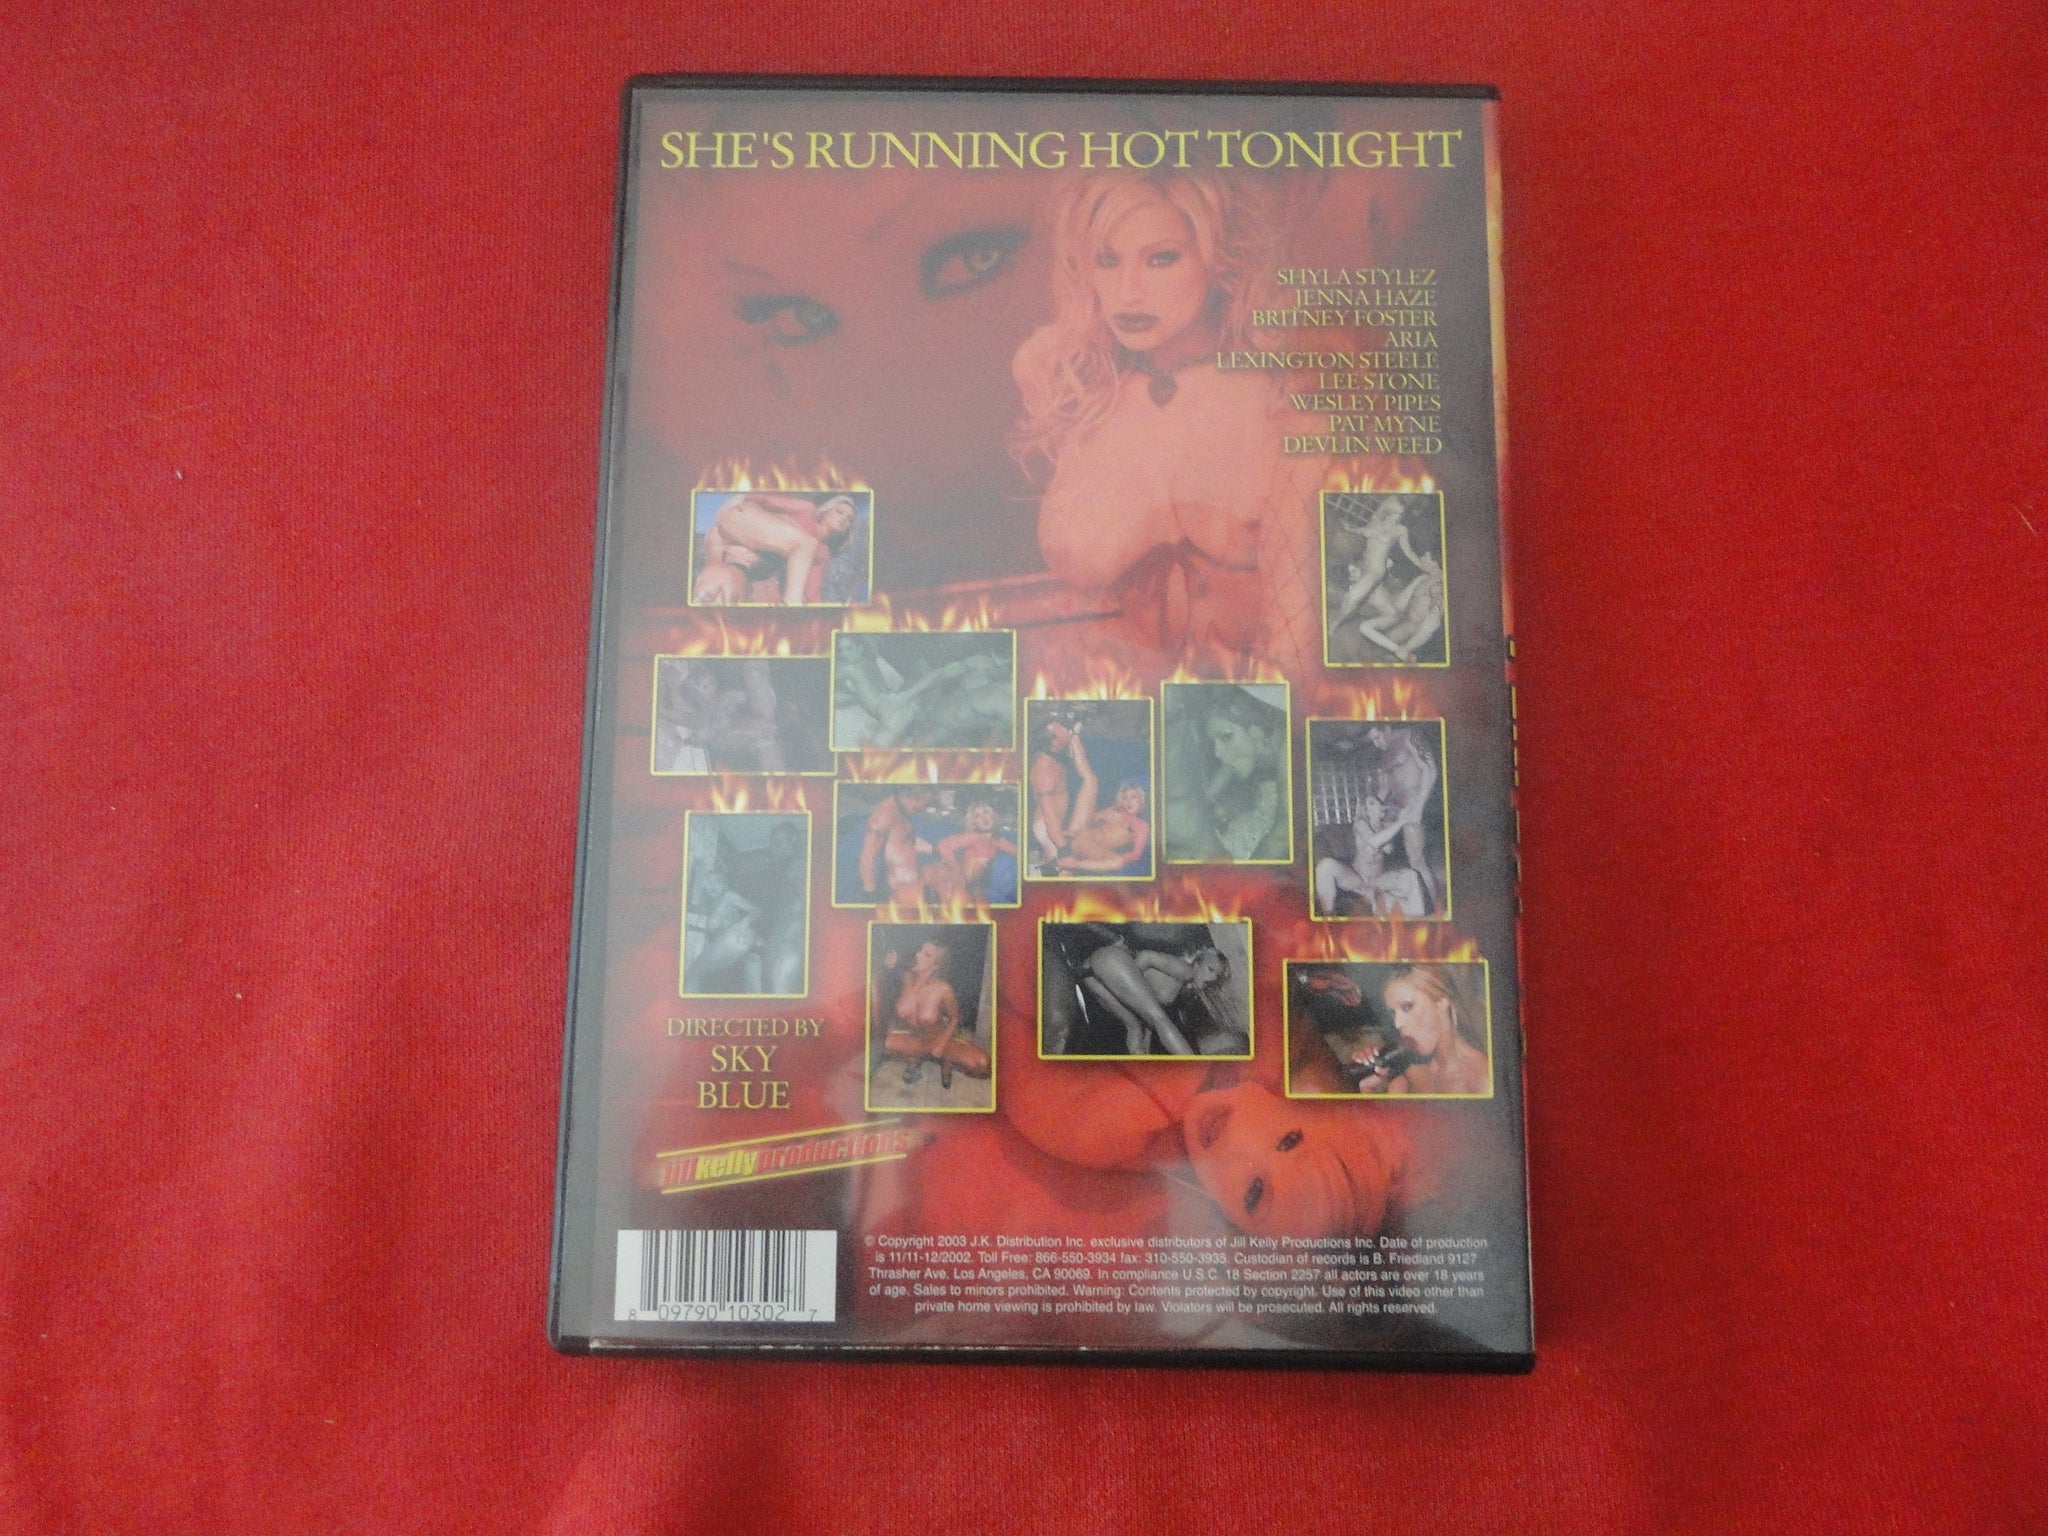 SHE'S RUNNING HOT TONIGHT
SHYLA STYLEZ
JENNA HAZE
BRITNEY FOSTER
ARIA
LEXINGTON STEELE
LEE STONE
WESLEY PIPES
PAT MYNE
DEVLIN WEED
DIRECTED BY
SKY
BLUE
jillkellyproductions
© Copyright 2003 J.K. Distribution Inc. exclusive distributors of Jill Kelly Productions Inc. Date of production
is 11/11-12/2002. Toll Free: 866-550-3934 fax: 310-550-3935. Custodian of records is B. Friedland 9127
Thrasher Ave. Los Angeles, CA 90069. In compliance U.S.C. 18 Section 2257 all actors are over 18 years
of age. Sales to minors prohibited. Warning: Contents protected by copyright. Use of this video other than
private home viewing is prohibited by law. Violators will be prosecuted. All rights reserved.
8 09790 10302 7